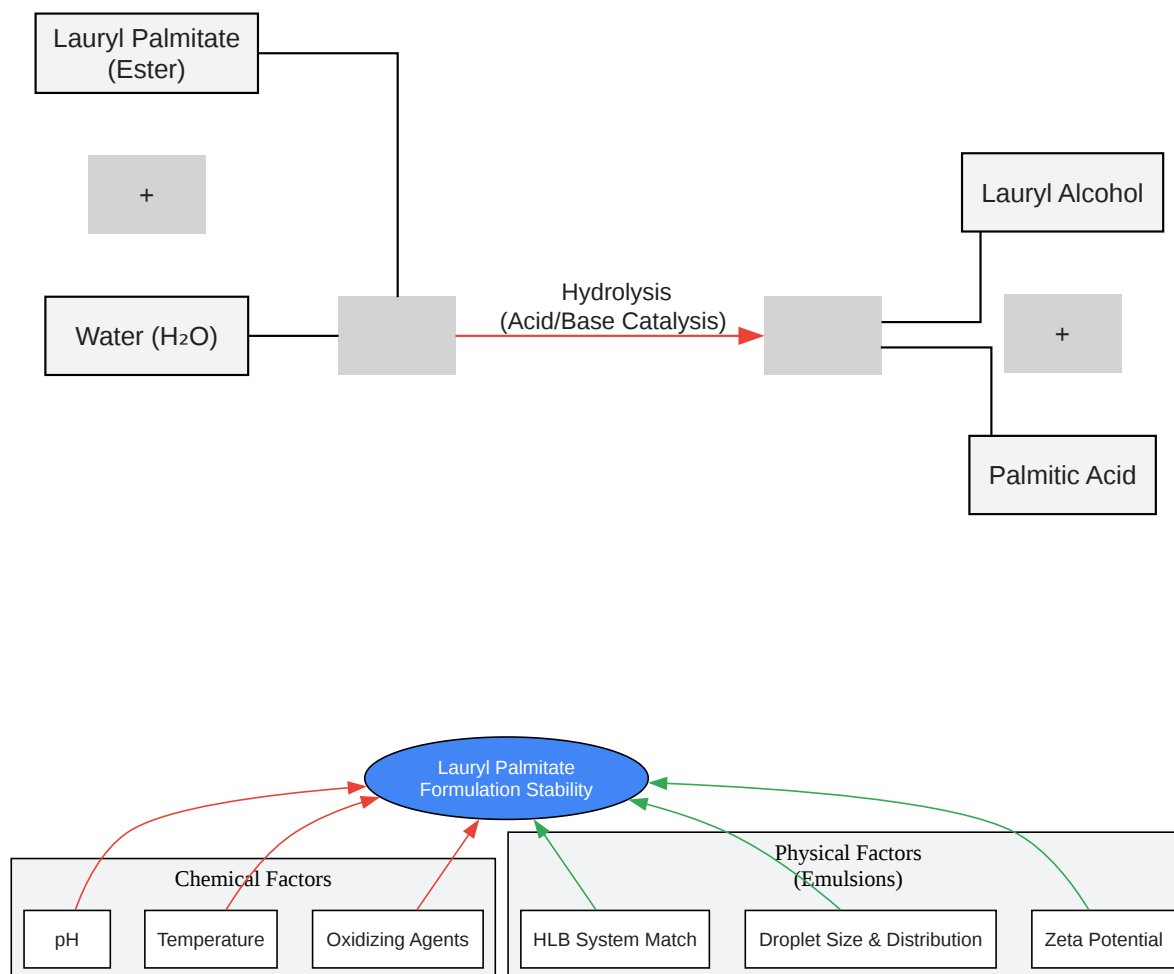 Lauryl Palmitate
(Ester)
+
Water (H₂O)
Hydrolysis
(Acid/Base Catalysis)
Lauryl Alcohol
+
Palmitic Acid
Lauryl Palmitate
Formulation Stability
Chemical Factors
pH
Temperature
Oxidizing Agents
Physical Factors
(Emulsions)
HLB System Match
Droplet Size & Distribution
Zeta Potential